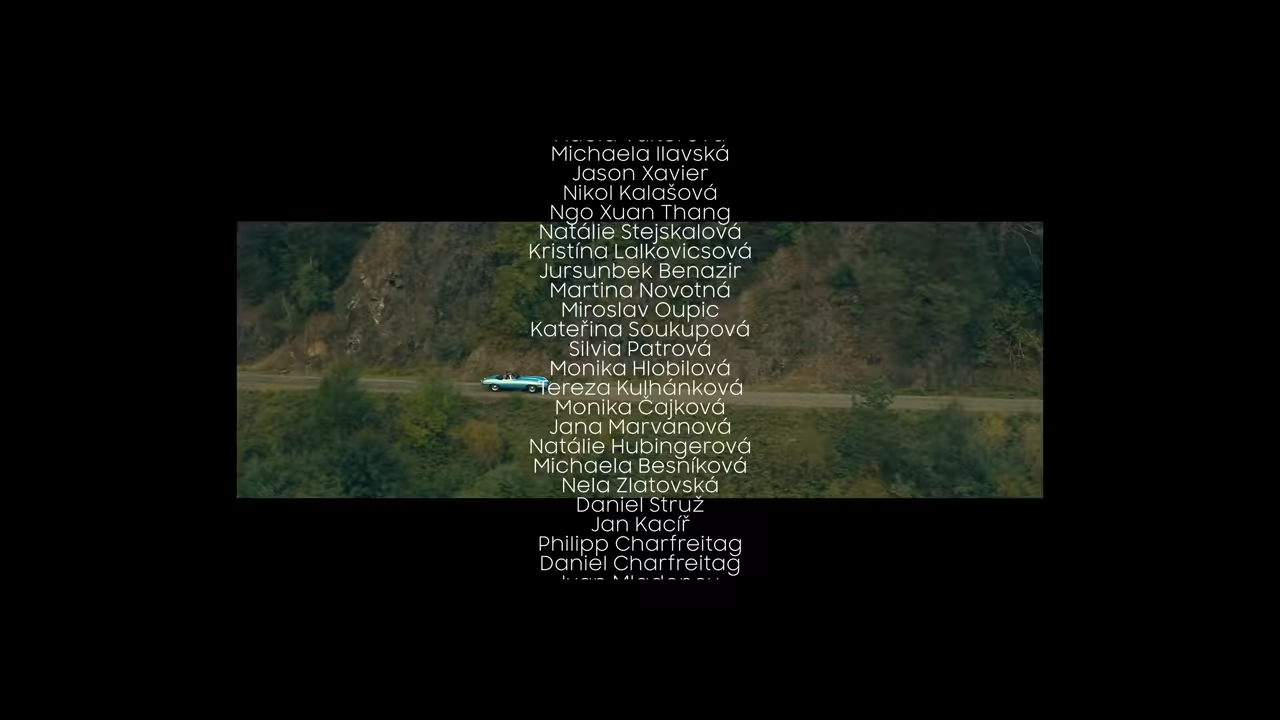 Michaela Ilavská
Jason Xavier
Nikol Kalašová
Ngo Xuan Thang
Natálie Stejskalová
Kristína Lalkovicsová
Jursunbek Benazir
Martina Novotná
Miroslav Oupic
Kateřina Soukupová
Silvia Patrová
Monika Hlobilová
Tereza Kulhánková
Monika Čajková
Jana Marvanová
Natálie Hubingerová
Michaela Besníková
Nela Zlatovská
Daniel Struž
Jan Kacíř
Philipp Charfreitag
Daniel Charfreitag